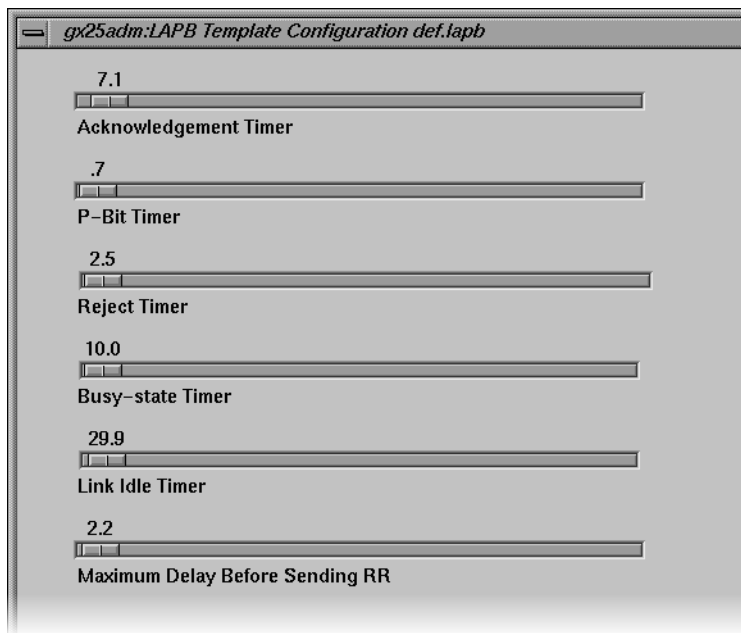 gx25adm:LAPB Template Configuration def.lapb
7.1
Acknowledgement Timer
.7
P-Bit Timer
2.5
Reject Timer
10.0
Busy-state Timer
29.9
Link Idle Timer
2.2
Maximum Delay Before Sending RR